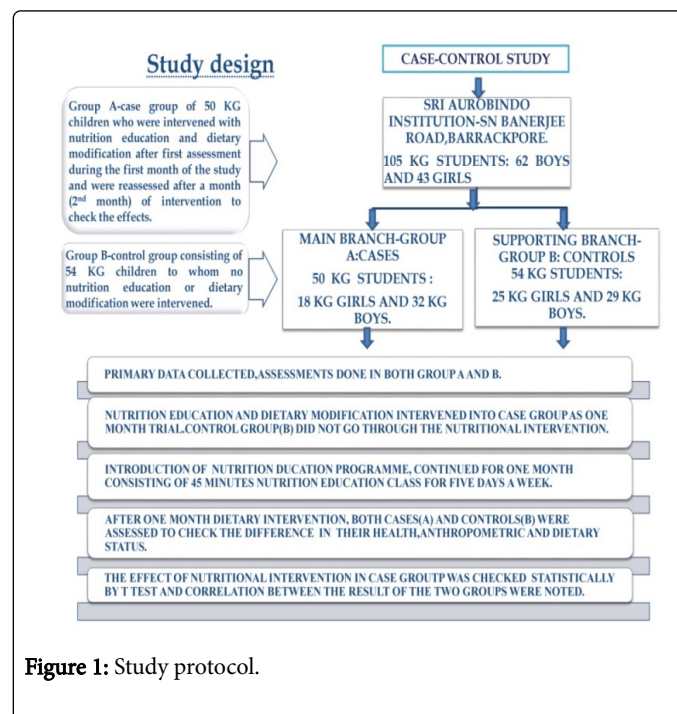 Study design
CASE-CONTROL STUDY
Group A-case group of 50 KG
children who were intervened with
nutrition education and dietary
modification after first assessment
during the first month of the study
and were reassessed after a month
(2nd month) of intervention to
check the effects.
SRI AUROBINDO
INSTITUTION-SN BANERJEE
ROAD,BARRACKPORE.
105 KG STUDENTS: 62 BOYS
AND 43 GIRLS
Group B-control group consisting of
54 KG children to whom no
nutrition education or dietary
modification were intervened.
MAIN BRANCH-GROUP
A:CASES
50 KG STUDENTS :
18 KG GIRLS AND 32 KG
BOYS.
SUPPORTING BRANCH-
GROUP B: CONTROLS
54 KG STUDENTS:
25 KG GIRLS AND 29 KG
BOYS.
PRIMARY DATA COLLECTED,ASSESSMENTS DONE IN BOTH GROUP A AND B.
NUTRITION EDUCATION AND DIETARY MODIFICATION INTERVENED INTO CASE GROUP AS ONE
MONTH TRIAL.CONTROL GROUP(B) DID NOT GO THROUGH THE NUTRITIONAL INTERVENTION.
INTRODUCTION OF NUTRITION DUCATION PROGRAMME, CONTINUED FOR ONE MONTH
CONSISTING OF 45 MINUTES NUTRITION EDUCATION CLASS FOR FIVE DAYS A WEEK.
AFTER ONE MONTH DIETARY INTERVENTION, BOTH CASES(A) AND CONTROLS(B) WERE
ASSESSED TO CHECK THE DIFFERENCE IN THEIR HEALTH,ANTHROPOMETRIC AND DIETARY
STATUS.
THE EFFECT OF NUTRITIONAL INTERVENTION IN CASE GROUTP WAS CHECKED STATISTICALLY
BY T TEST AND CORRELATION BETWEEN THE RESULT OF THE TWO GROUPS WERE NOTED.
Figure 1: Study protocol.